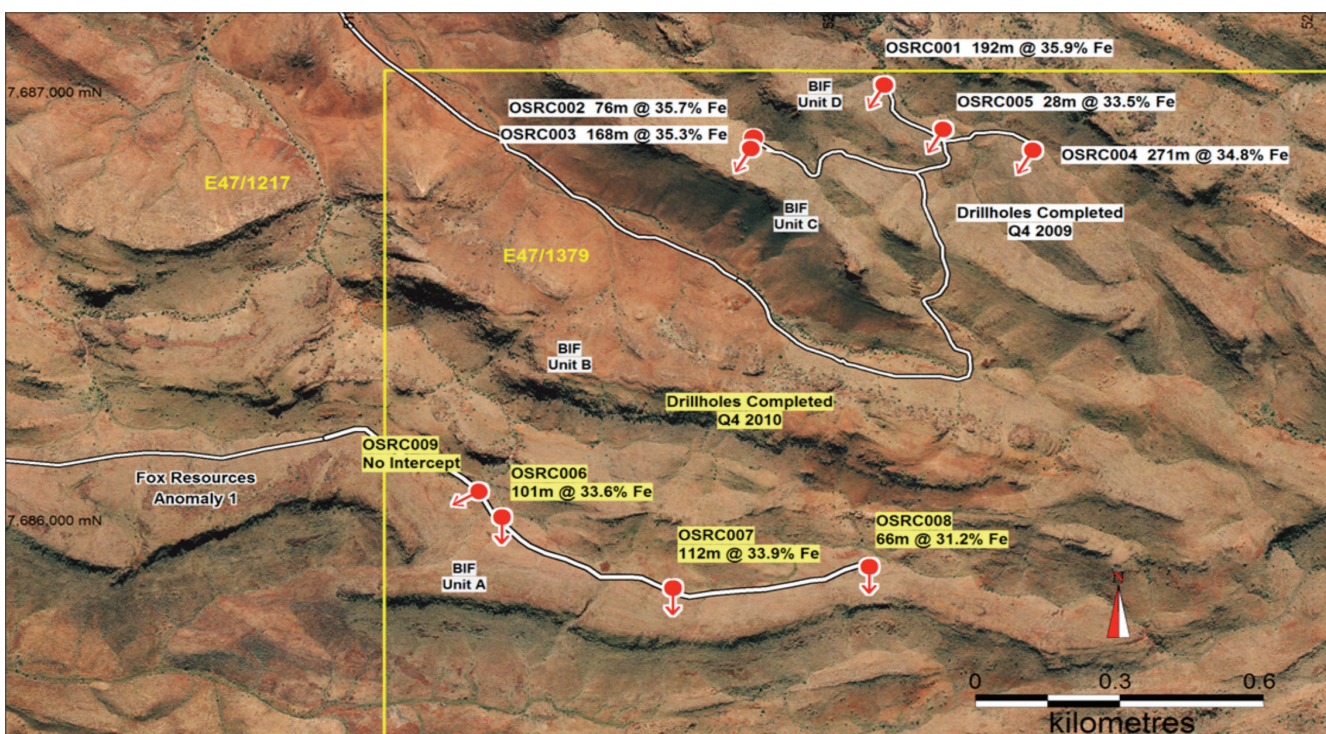 52
52
OSRC001 192m @ 35.9% Fe
7,687,000 mN
BIF
Unit D
OSRC002 76m @ 35.7% Fe
OSRC005 28m @ 33.5% Fe
OSRC003 168m @ 35.3% Fe
OSRC004 271m @ 34.8% Fe
E47/1217
BIF
Unit C
Drillholes Completed
Q4 2009
E47/1379
BIF
Unit B
Drillholes Completed
Q4 2010
OSRC009
No Intercept
Fox Resources
Anomaly 1
OSRC006
101m @ 33.6% Fe
7,686,000 mN
OSRC007
112m @ 33.9% Fe
OSRC008
66m @ 31.2% Fe
BIF
Unit A
N
0 0.3 0.6
kilometres